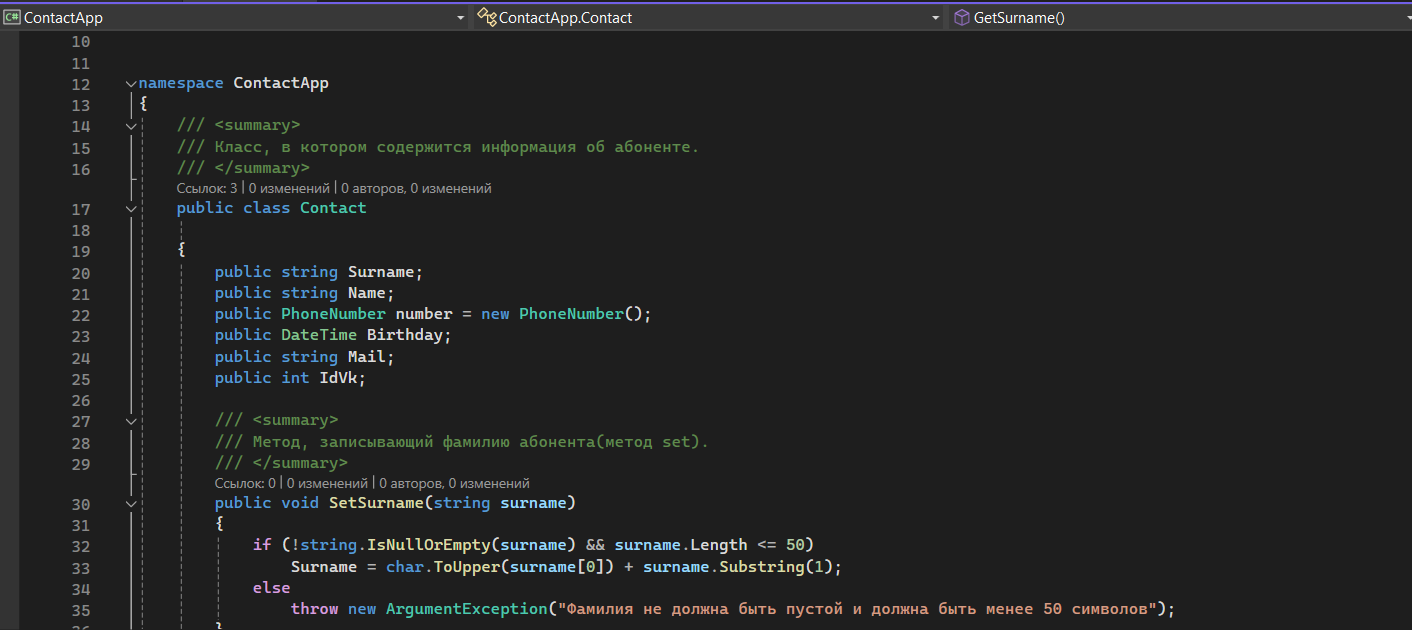 C# ContactApp ContactApp.Contact GetSurname()
10
11
12 namespace ContactApp
13 {
14 /// <summary>
15 /// Класс, в котором содержится информация об абоненте.
16 /// </summary>
Ссылок: 3 | 0 изменений | 0 авторов, 0 изменений
17 public class Contact
18
19 {
20 public string Surname;
21 public string Name;
22 public PhoneNumber number = new PhoneNumber();
23 public DateTime Birthday;
24 public string Mail;
25 public int IdVk;
26
27 /// <summary>
28 /// Метод, записывающий фамилию абонента(метод set).
29 /// </summary>
Ссылок: 0 | 0 изменений | 0 авторов, 0 изменений
30 public void SetSurname(string surname)
31 {
32 if (!string.IsNullOrEmpty(surname) && surname.Length <= 50)
33 Surname = char.ToUpper(surname[0]) + surname.Substring(1);
34 else
35 throw new ArgumentException("Фамилия не должна быть пустой и должна быть менее 50 символов");
36 }